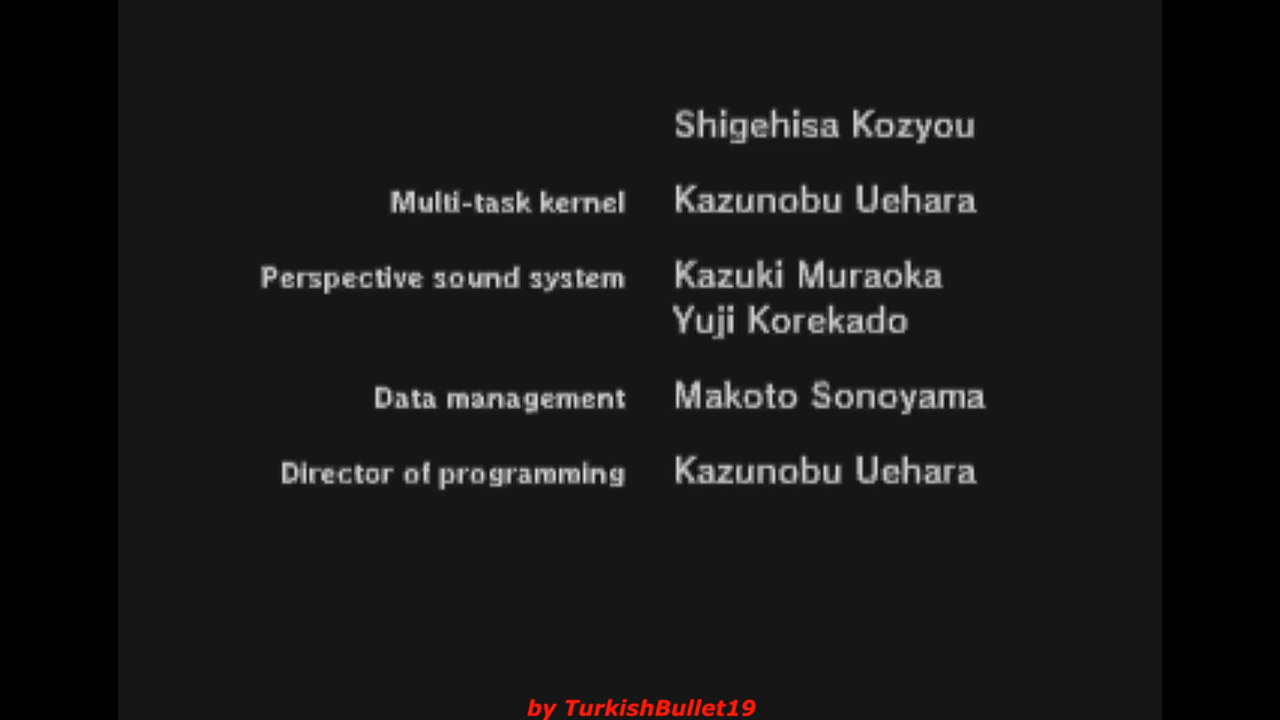 Shigehisa Kozyou
Multi-task kernel Kazunobu Uehara
Perspective sound system Kazuki Muraoka
Yuji Korekado
Data management Makoto Sonoyama
Director of programming Kazunobu Uehara
by TurkishBullet19